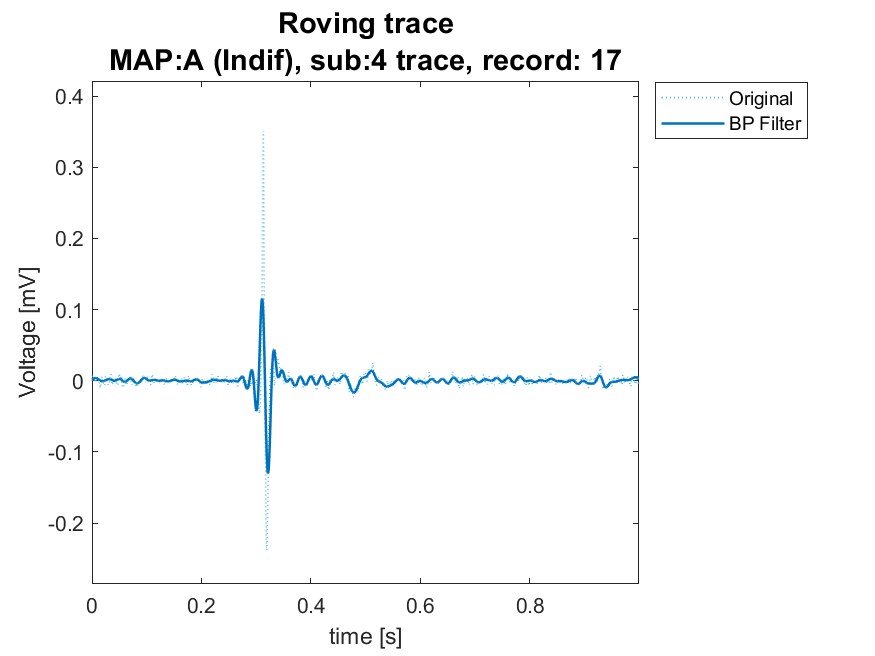 Roving trace
MAP:A (Indif), sub:4 trace, record: 17
Original
BP Filter
0.4
0.3
0.2
0.1
0
-0.1
-0.2
Voltage [mV]
0
0.2
0.4
0.6
0.8
time [s]